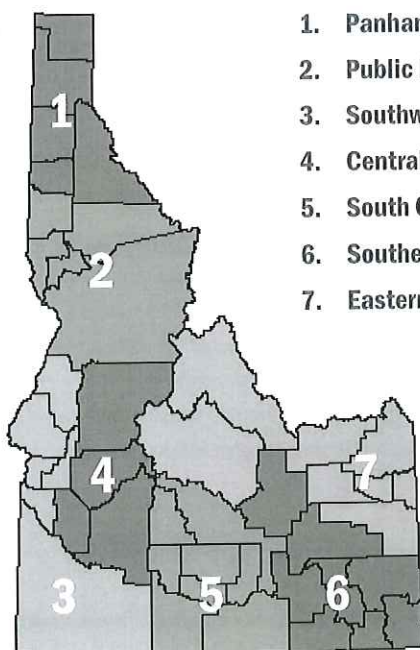 1. Panhan
2. Public
3. Southw
4. Central
5. South C
6. Southe
7. Eastern
1
2
4
7
3
5
6